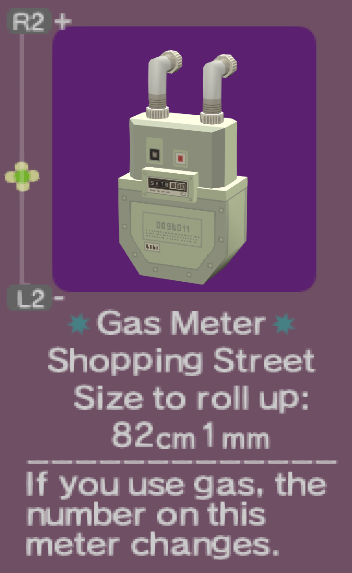 R2 +
L2 -
Gas Meter
Shopping Street
Size to roll up:
82cm 1mm
If you use gas, the
number on this
meter changes.